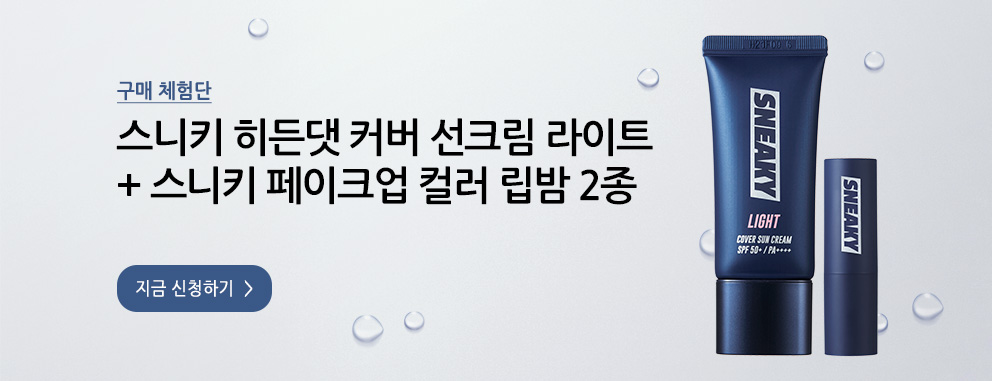 구매 체험단
스니키 히든댓 커버 선크림 라이트
+ 스니키 페이크업 컬러 립밤 2종
지금 신청하기 >
SNEAKY
LIGHT
COVER SUN CREAM
SPF 50+ / PA++++
SNEAKY